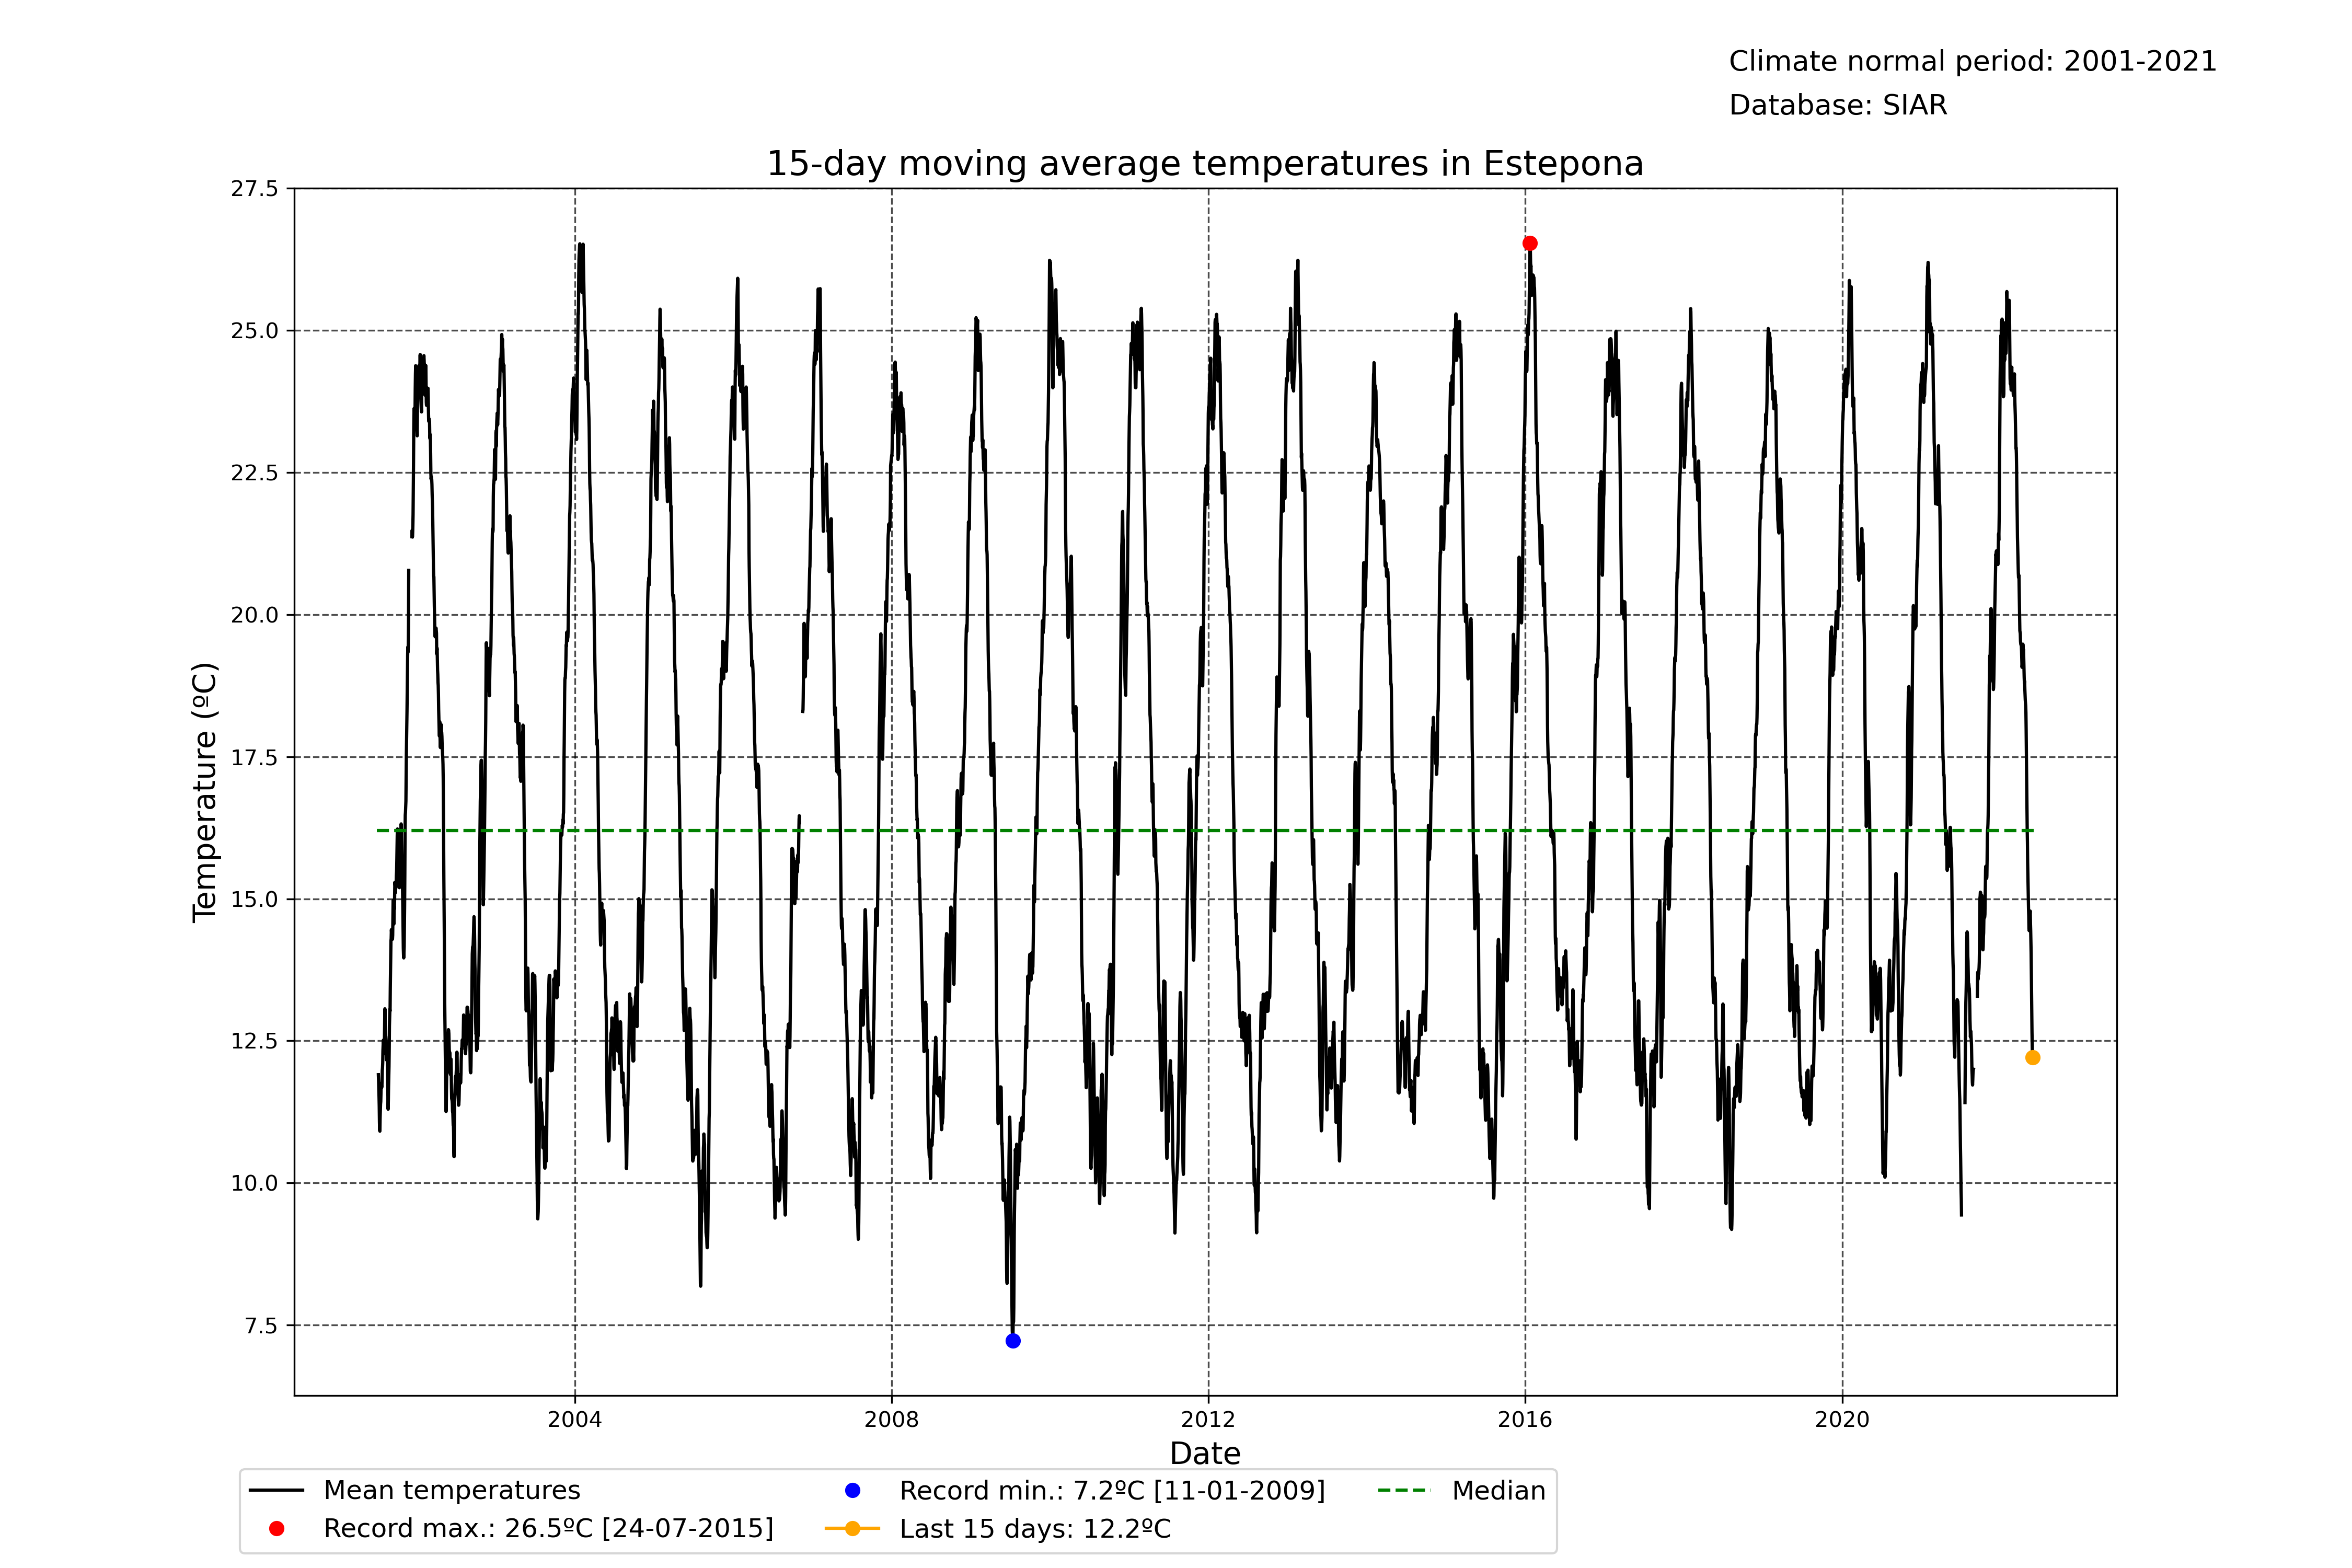 Climate normal period: 2001-2021
Database: SIAR
15-day moving average temperatures in Estepona
27.5
25.0
22.5
20.0
17.5
15.0
12.5
10.0
7.5
Temperature (ºC)
2004 2008 2012 2016 2020
Date
Mean temperatures
Record max.: 26.5ºC [24-07-2015]
Record min.: 7.2ºC [11-01-2009]
Last 15 days: 12.2ºC
Median